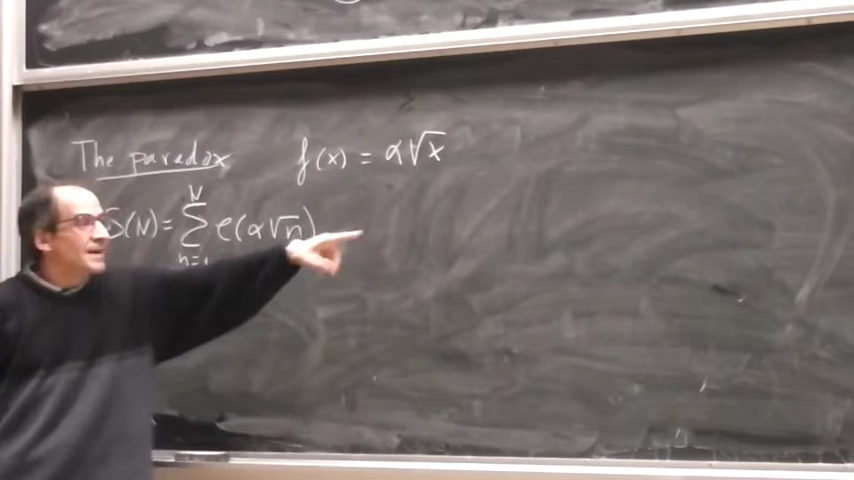 The paradox f(x) = α√x
S(N) = ∑_{n=1}^{N} e(α√n)